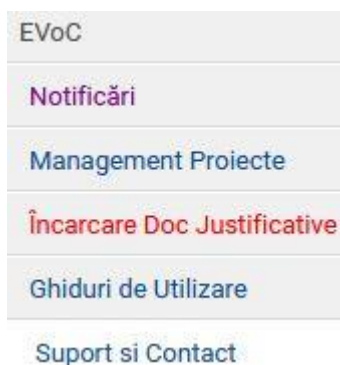 EVoC
Notificări
Management Proiecte
Încarcare Doc Justificative
Ghiduri de Utilizare
Suport si Contact